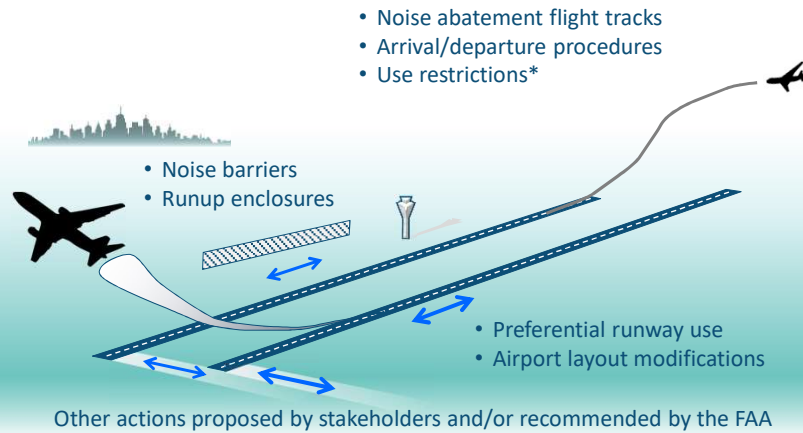 • Noise abatement flight tracks
• Arrival/departure procedures
• Use restrictions*
• Noise barriers
• Runup enclosures
• Preferential runway use
• Airport layout modifications
Other actions proposed by stakeholders and/or recommended by the FAA